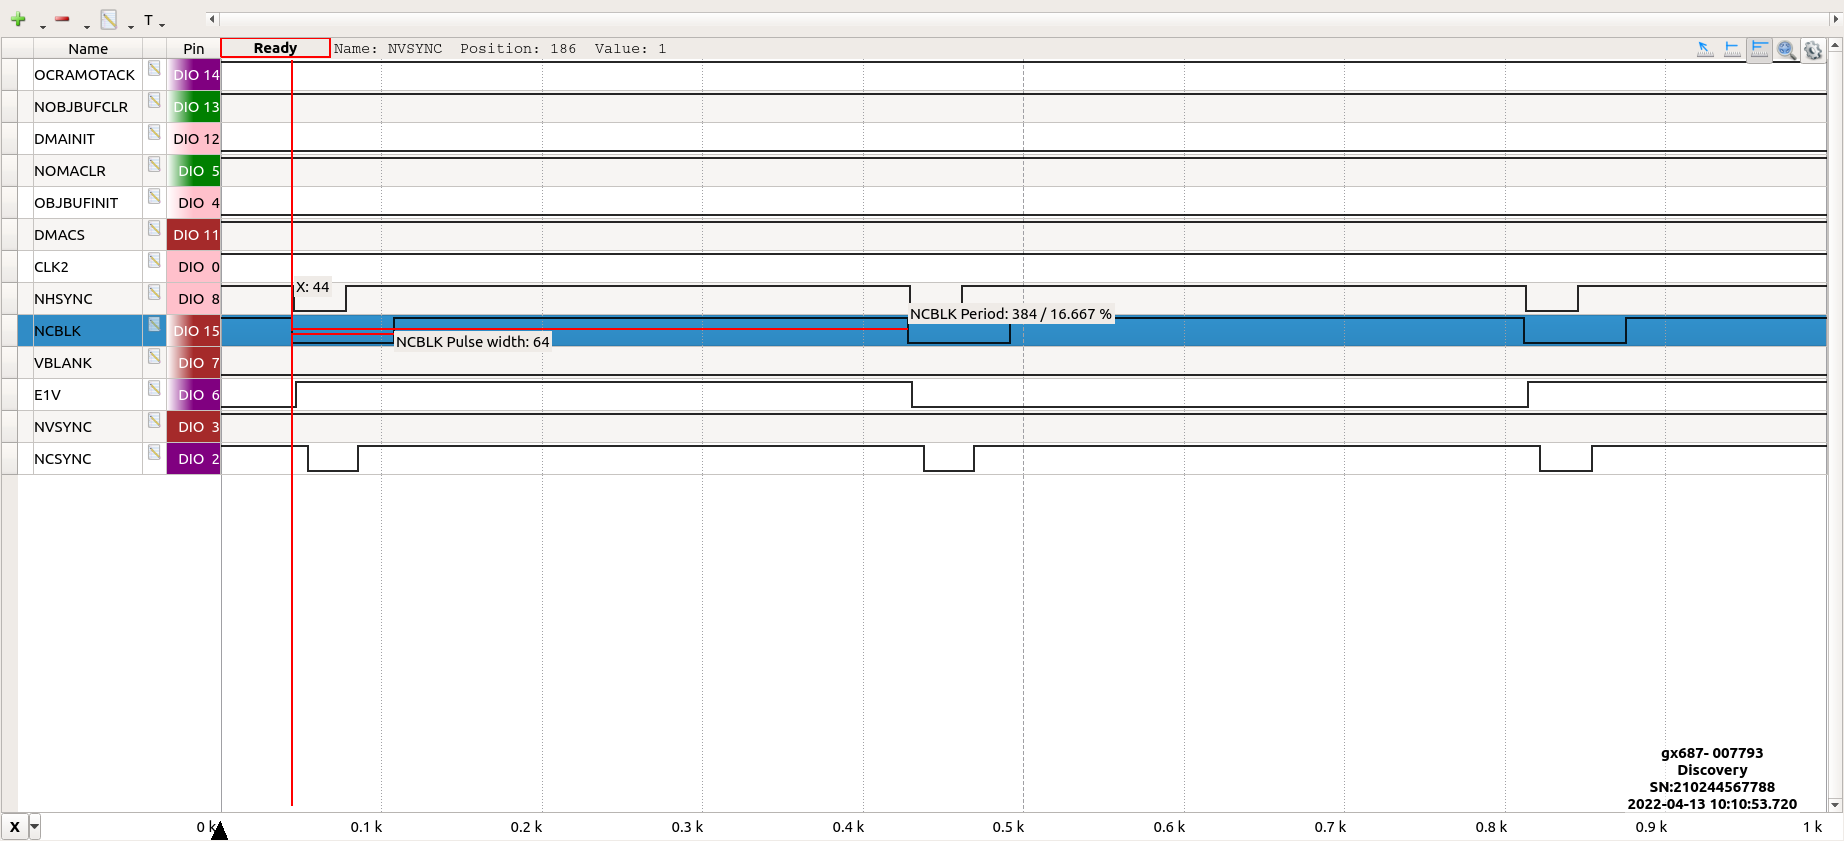 T
Name Pin Ready Name: NVSYNC Position: 186 Value: 1
OCRAMOTACK DIO 14
NOBJBUFCLR DIO 13
DMAINIT DIO 12
NOMACLR DIO 5
OBJBUFINIT DIO 4
DMACS DIO 11
CLK2 DIO 0
X: 44
NHSYNC DIO 8
NCBLK Period: 384 / 16.667 %
NCBLK DIO 15
NCBLK Pulse width: 64
VBLANK DIO 7
E1V DIO 6
NVSYNC DIO 3
NCSYNC DIO 2
gx687- 007793
Discovery
SN:210244567788
2022-04-13 10:10:53.720
X 0 k 0.1 k 0.2 k 0.3 k 0.4 k 0.5 k 0.6 k 0.7 k 0.8 k 0.9 k 1 k